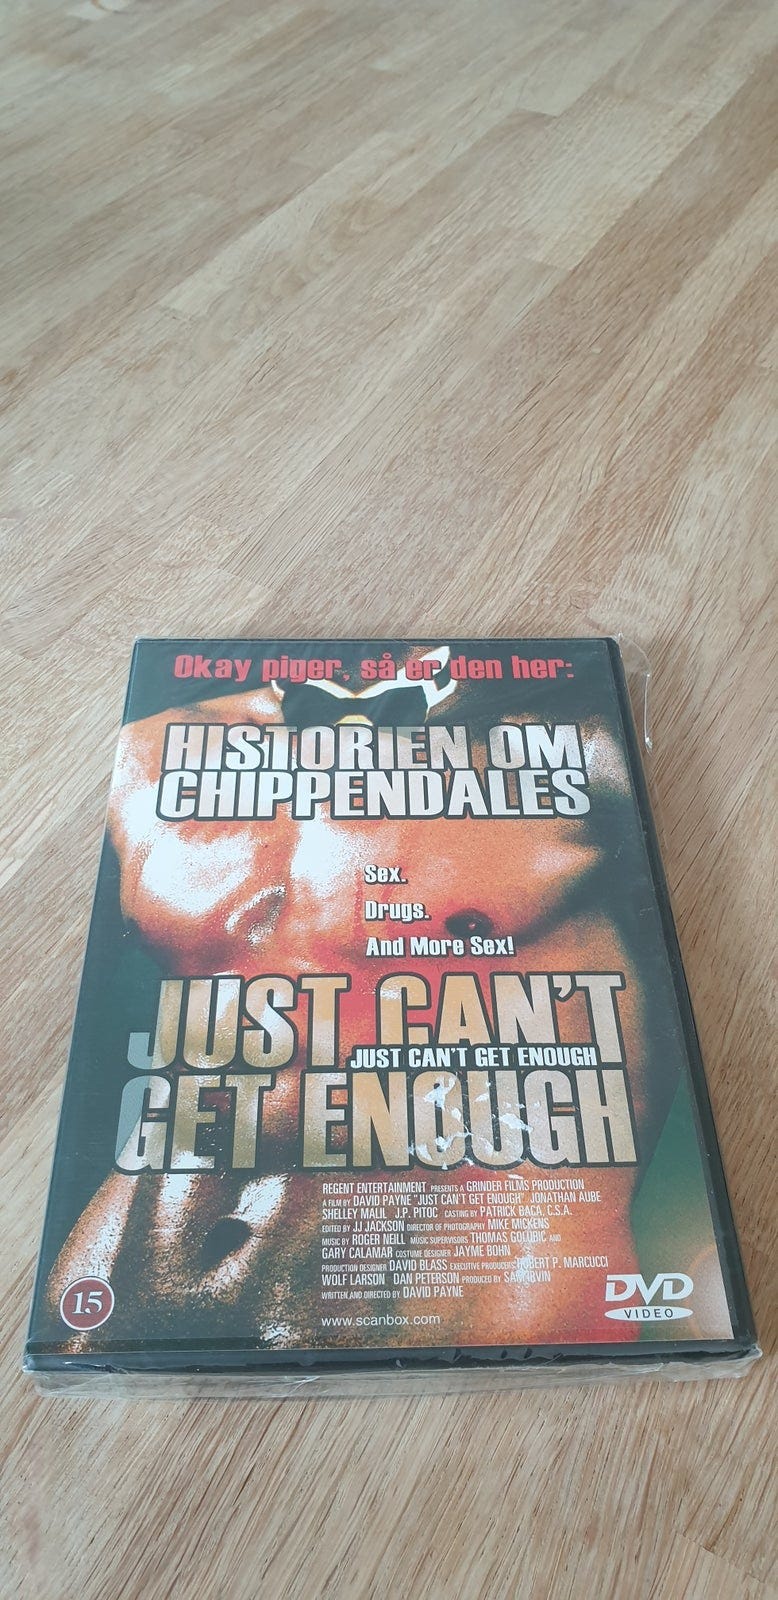 Okay piger, så er den her:
HISTORIEN OM
CHIPPENDALES
Sex.
Drugs.
And More Sex!
JUST CAN'T
JUST CAN'T GET ENOUGH
GET ENOUGH
REGENT ENTERTAINMENT PRESENTS A GRINDER FILMS PRODUCTION
A FILM BY DAVID PAYNE "JUST CAN'T GET ENOUGH" JONATHAN AUBE
SHELLEY MALIL J.P. PITOC CASTING BY PATRICK BACA, C.S.A.
EDITED BY JJ JACKSON DIRECTOR OF PHOTOGRAPHY MIKE MICKENS
MUSIC BY ROGER NEILL MUSIC SUPERVISORS THOMAS GOLUBIC AND
GARY CALAMAR COSTUME DESIGNER JAYME BOHN
PRODUCTION DESIGNER DAVID BLASS EXECUTIVE PRODUCERS ROBERT P. MARCUCCI
WOLF LARSON DAN PETERSON PRODUCED BY SAM IRVIN
WRITTEN AND DIRECTED BY DAVID PAYNE
www.scanbox.com
15
DVD
VIDEO